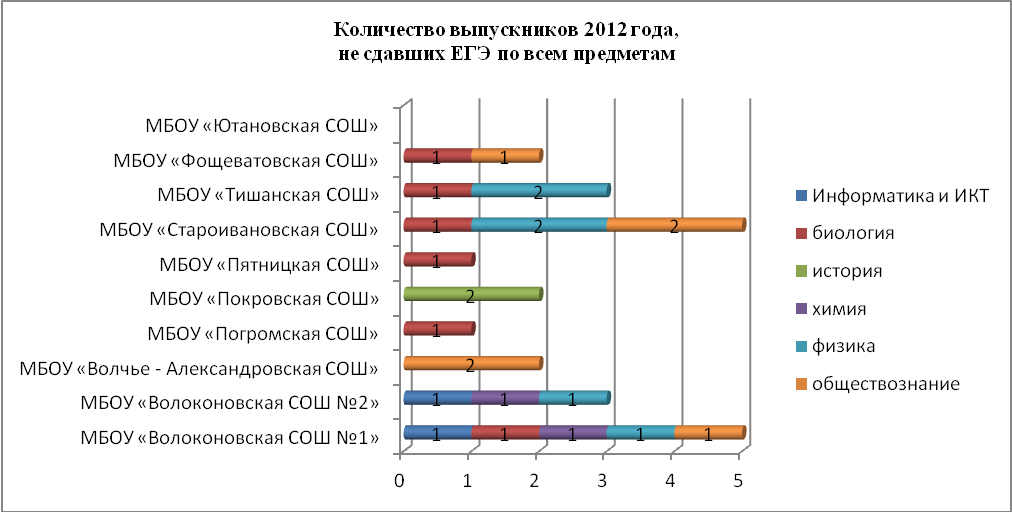 Количество выпускников 2012 года,
не сдавших ЕГЭ по всем предметам
МБОУ «Ютановская СОШ»
МБОУ «Фощеватовская СОШ» 1 1
МБОУ «Тишанская СОШ» 1 2
МБОУ «Староивановская СОШ» 1 2 2
МБОУ «Пятницкая СОШ» 1
МБОУ «Покровская СОШ» 2
МБОУ «Погромская СОШ» 1
МБОУ «Волчье - Александровская СОШ» 2
МБОУ «Волоконовская СОШ №2» 1 1 1
МБОУ «Волоконовская СОШ №1» 1 1 1 1 1
0 1 2 3 4 5
Информатика и ИКТ
биология
история
химия
физика
обществознание